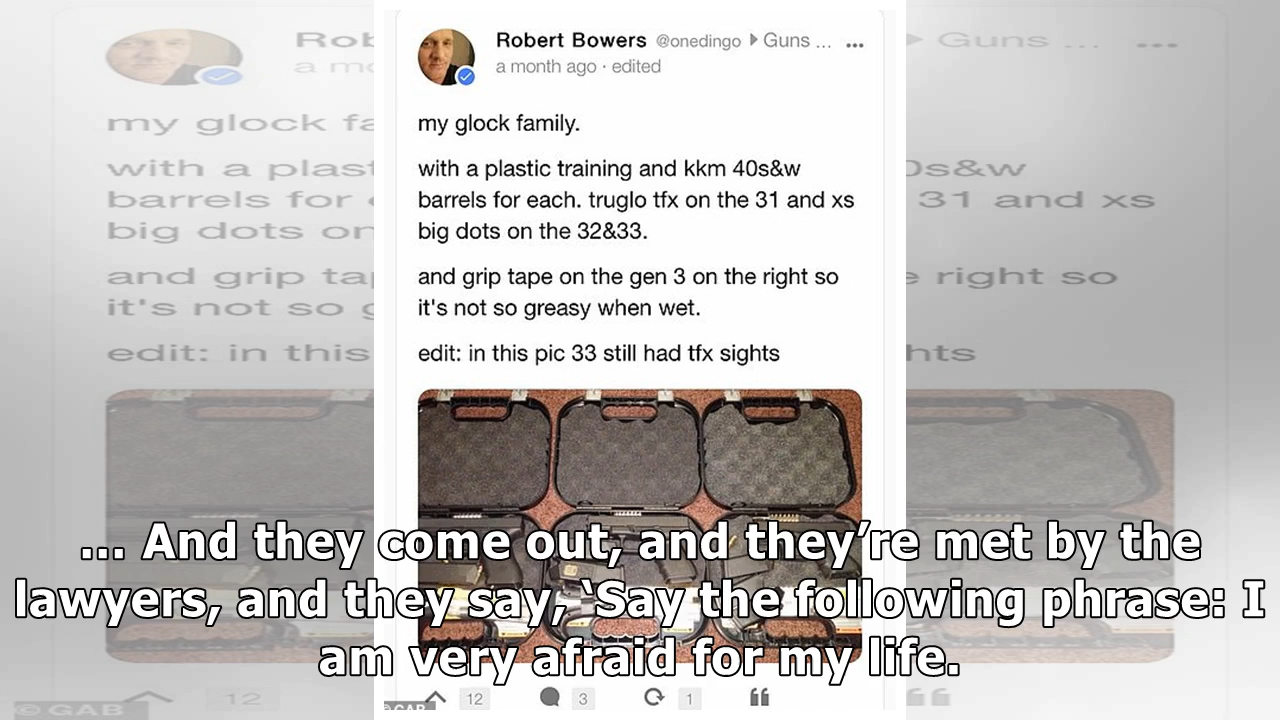 Robert Bowers @onedingo Guns ...
a month ago · edited
my glock family.
with a plastic training and kkm 40s&w
barrels for each. truglo tfx on the 31 and xs
big dots on the 32&33.
and grip tape on the gen 3 on the right so
it's not so greasy when wet.
edit: in this pic 33 still had tfx sights
... And they come out, and they’re met by the
lawyers, and they say, ‘Say the following phrase: I
am very afraid for my life.
12 3 1
© GAB